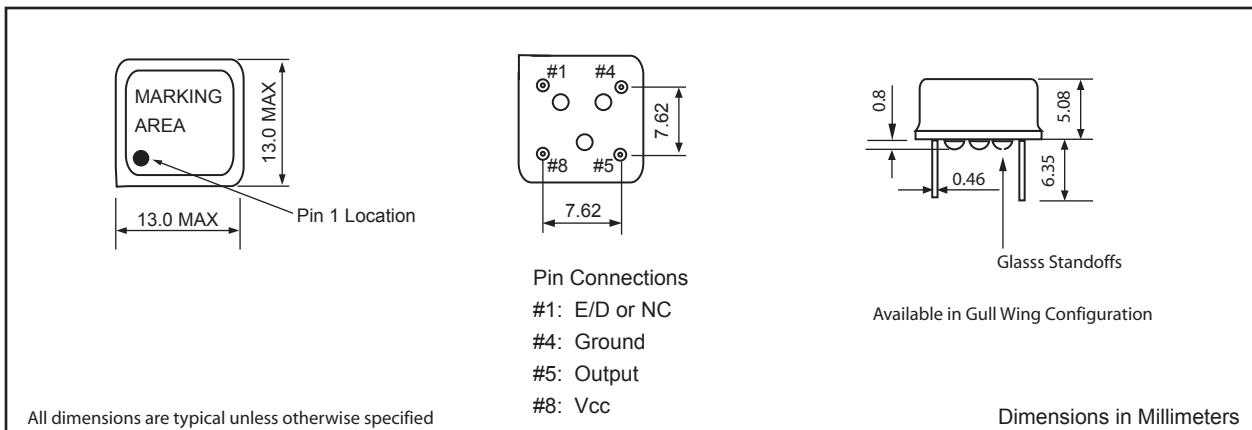 MARKING
AREA
13.0 MAX
13.0 MAX
Pin 1 Location
#1 #4
7.62
#8 #5
7.62
Pin Connections
#1: E/D or NC
#4: Ground
#5: Output
#8: Vcc
0.8
5.08
0.46
6.35
Glasss Standoffs
Available in Gull Wing Configuration
All dimensions are typical unless otherwise specified
Dimensions in Millimeters